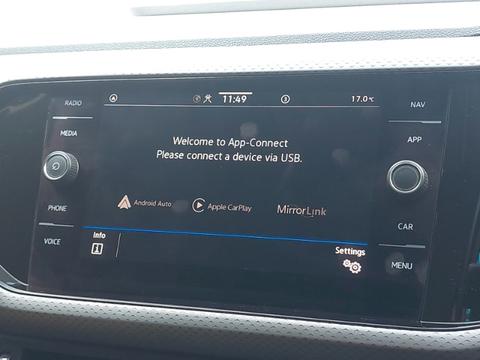 RADIO
MEDIA
PHONE
VOICE
11:49
3
17.0°C
Welcome to App-Connect
Please connect a device via USB.
Android Auto
Apple CarPlay
MirrorLink
Info
Settings
NAV
APP
CAR
MENU